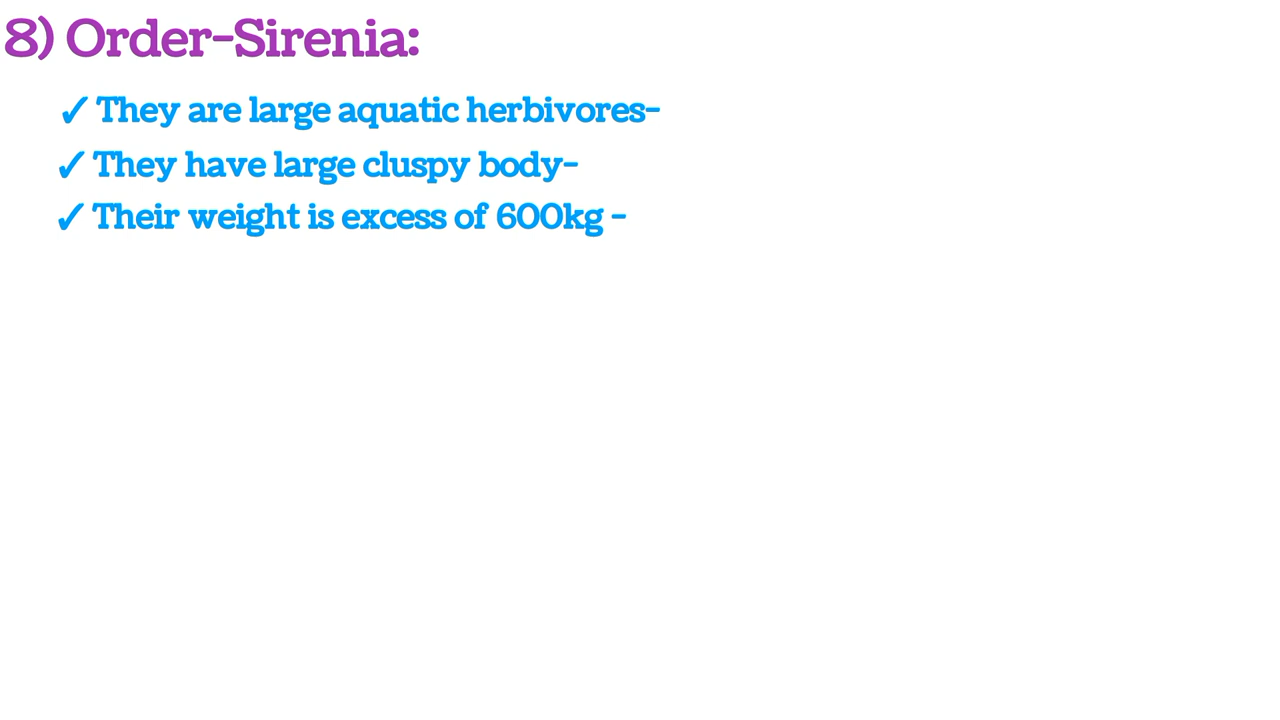 8) Order-Sirenia:
✓ They are large aquatic herbivores-
✓ They have large cluspy body-
✓ Their weight is excess of 600kg -